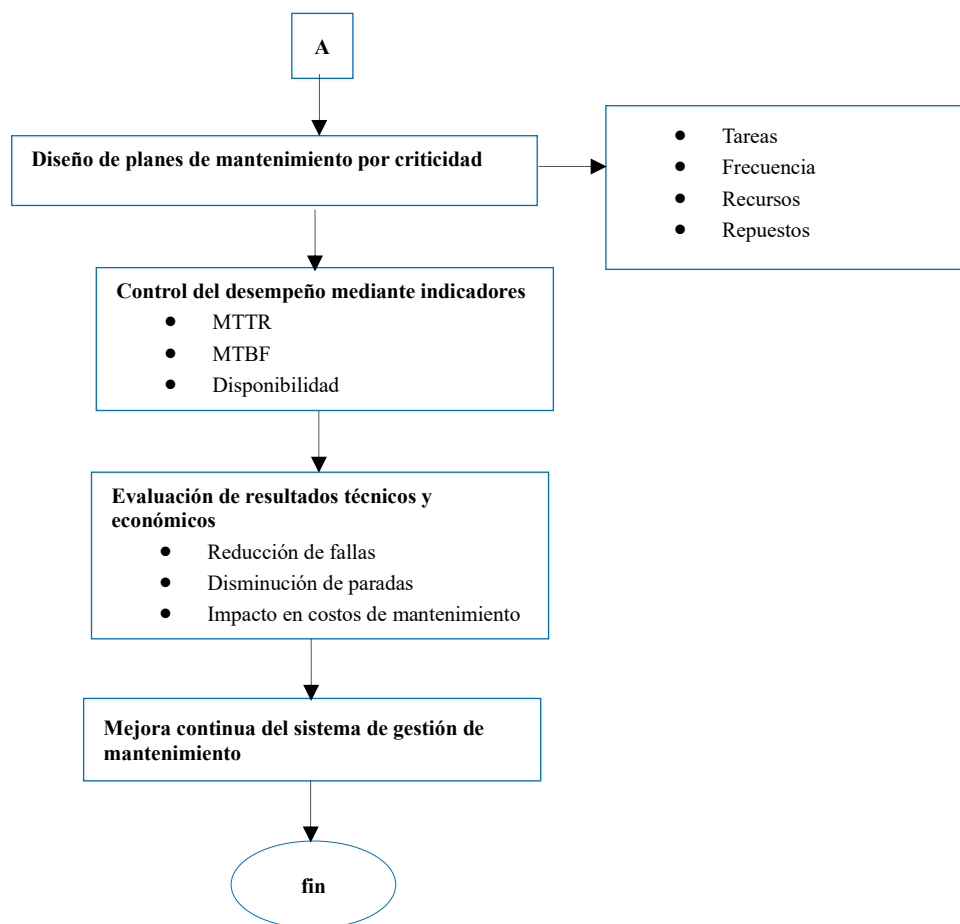 A
Diseño de planes de mantenimiento por criticidad
● Tareas
● Frecuencia
● Recursos
● Repuestos
Control del desempeño mediante indicadores
● MTTR
● MTBF
● Disponibilidad
Evaluación de resultados técnicos y
económicos
● Reducción de fallas
● Disminución de paradas
● Impacto en costos de mantenimiento
Mejora continua del sistema de gestión de
mantenimiento
fin